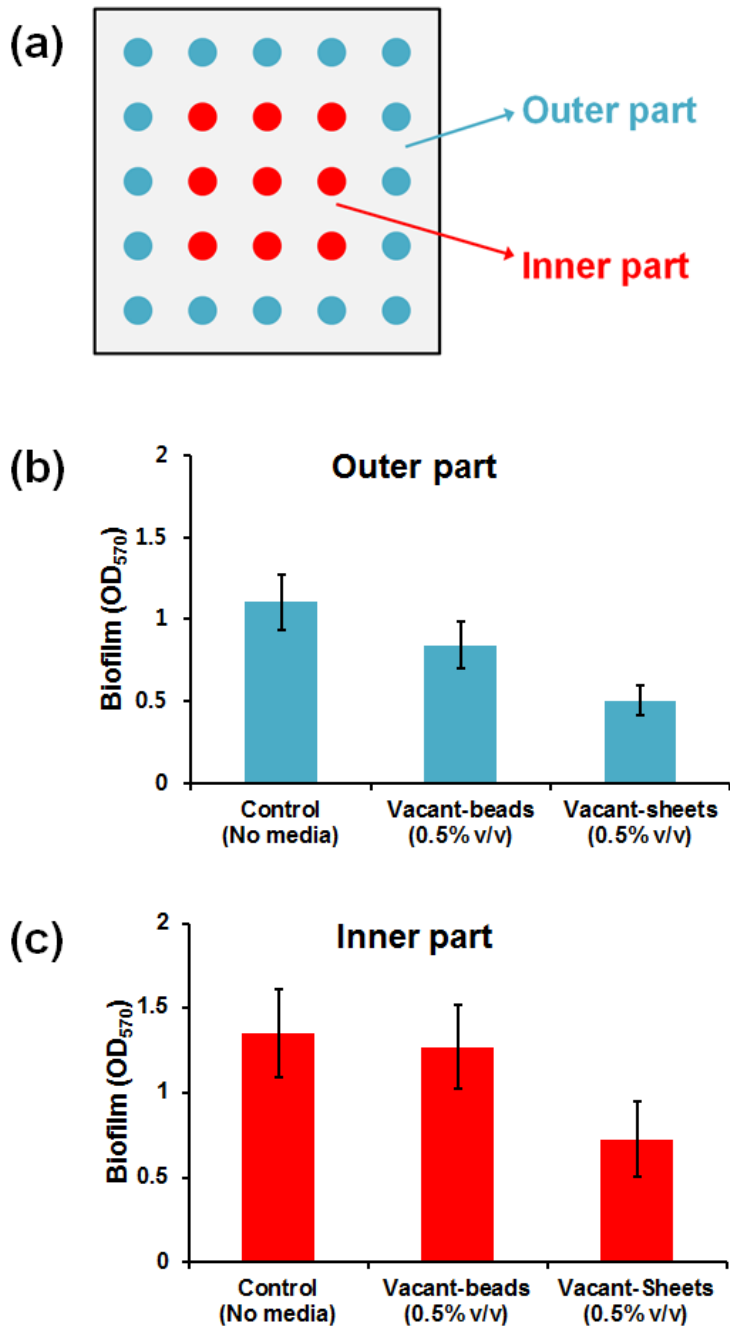 (a)
Outer part
Inner part
(b)
Outer part
Biofilm (OD570)
2
1.5
1
0.5
0
Control
(No media)
Vacant-beads
(0.5% v/v)
Vacant-sheets
(0.5% v/v)
(c)
Inner part
Biofilm (OD570)
2
1.5
1
0.5
0
Control
(No media)
Vacant-beads
(0.5% v/v)
Vacant-Sheets
(0.5% v/v)